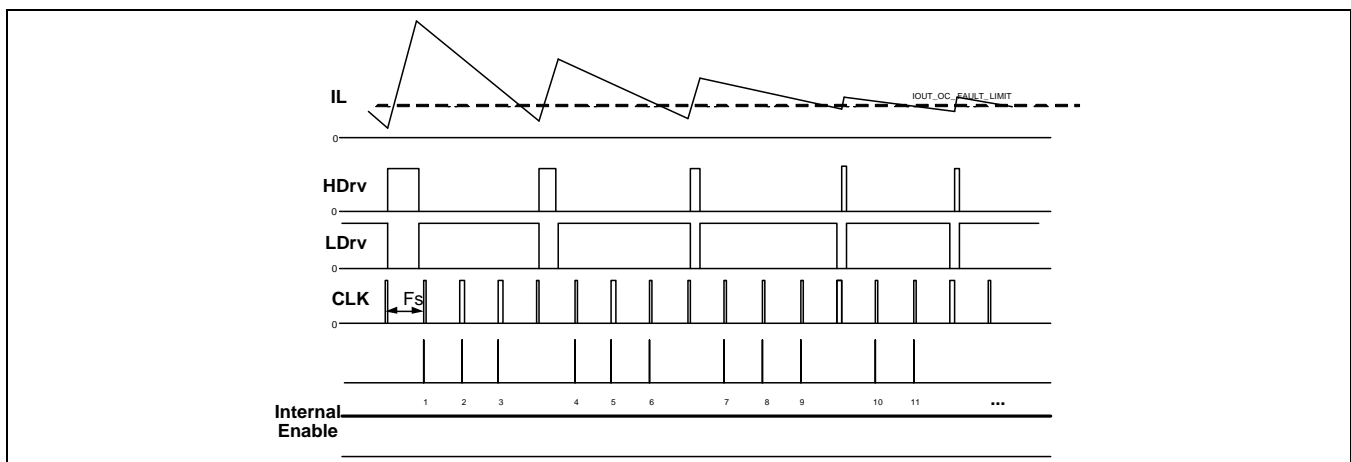 IL
IOUT_OC_FAULT_LIMIT
0
HDrv
0
LDrv
0
CLK
Fs
0
1 2 3 4 5 6 7 8 9 10 11 ...
Internal
Enable